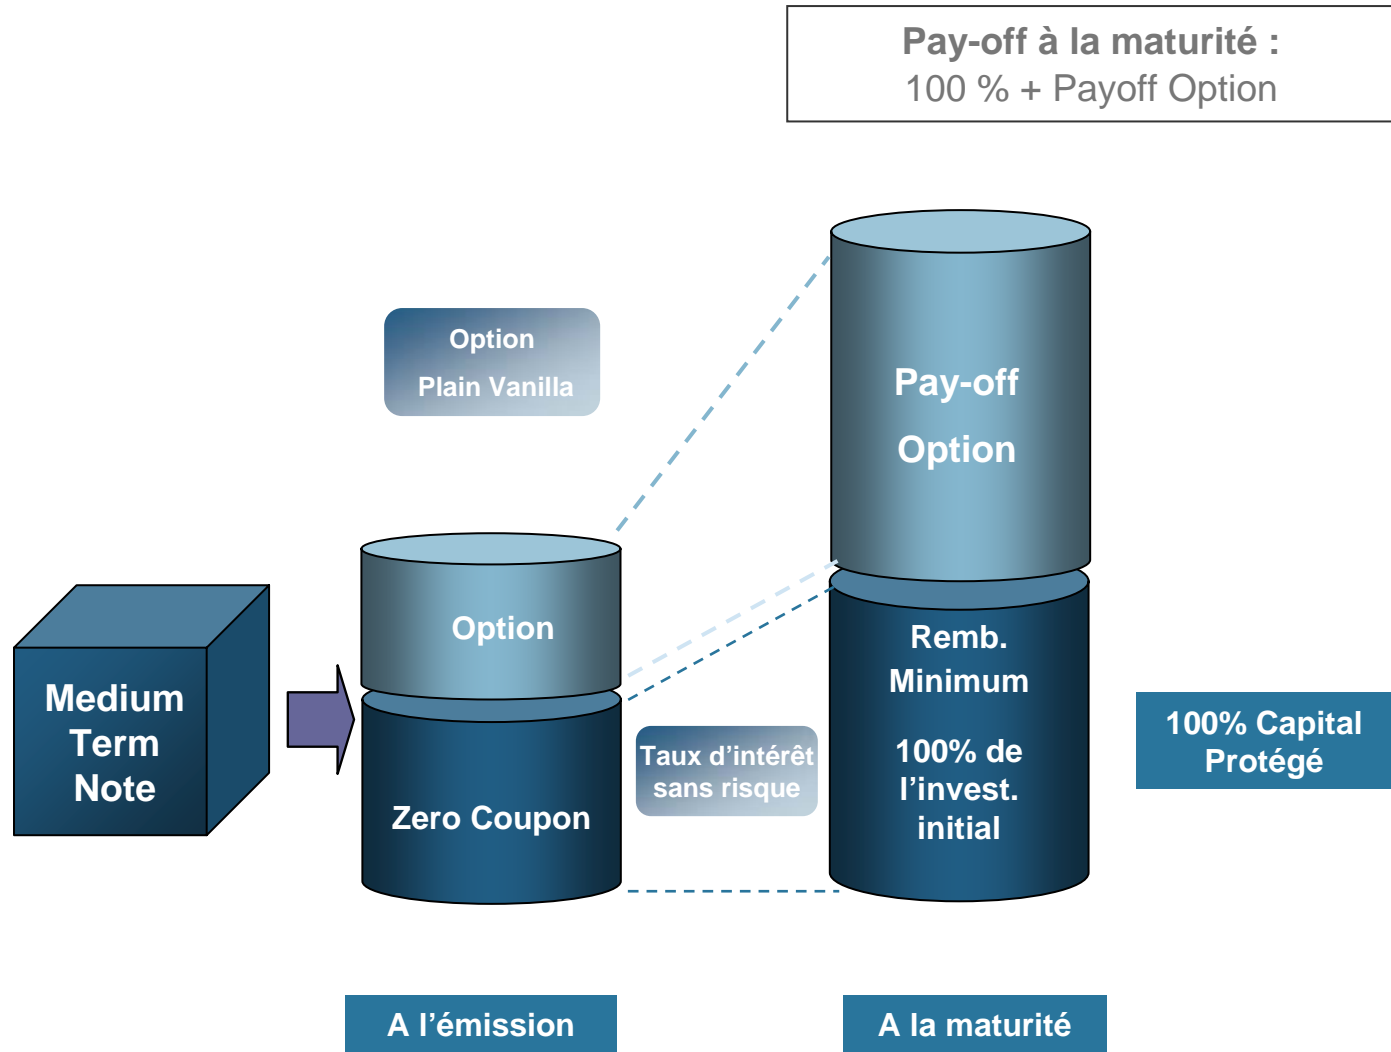 Pay-off à la maturité :
100 % + Payoff Option
Option
Plain Vanilla
Pay-off
Option
Option
Medium
Term
Note
Zero Coupon
Taux d'intérêt
sans risque
Remb.
Minimum
100% de
l’invest.
initial
100% Capital
Protégé
A l’émission
A la maturité